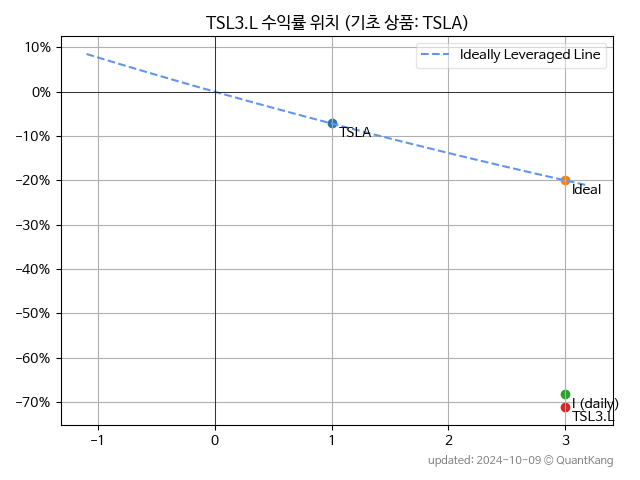 TSL3.L 수익률 위치 (기초 상품: TSLA)
Ideally Leveraged Line
10%
0%
−10%
−20%
−30%
−40%
−50%
−60%
−70%
TSLA
Ideal
I (daily)
TSL3.L
−1
0
1
2
3
updated: 2024-10-09 © QuantKang